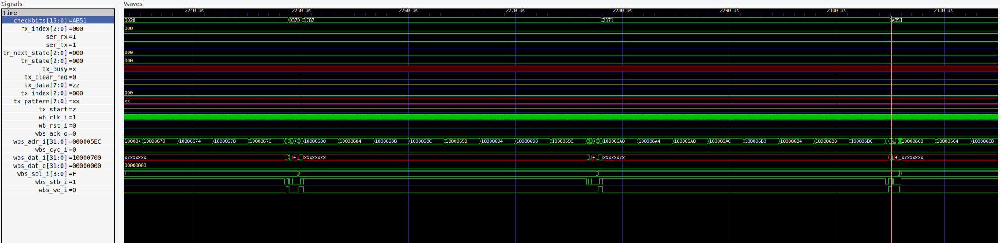 Signals
Waves
Time
2240 us 2250 us 2260 us 2270 us 2280 us 2290 us 2300 us 2310 us
checkbits[15:0] =AB51 0028 037D 1787 2371 AB51
rx_index[2:0] =000 000
ser_rx =1
ser_tx =1
tr_next_state[2:0] =000 000
tr_state[2:0] =000 000
tx_busy =x
tx_clear_req =0
tx_data[7:0] =zz
tx_index[2:0] =000 000
tx_pattern[7:0] =xx xx
tx_start =z
wb_clk_i =1
wb_rst_i =0
wbs_ack_o =0
wbs_adr_i[31:0] =000005EC 10000+ 10000670 10000674 10000678 1000067C + 10000680 10000684 10000688 1000068C 10000690 10000694 10000698 1000069C + 100006A0 100006A4 100006A8 100006AC 100006B0 100006B4 100006B8 100006BC 100006C0 100006C4 100006C8
wbs_cyc_i =0
wbs_dat_i[31:0] =10000700 xxxxxxxx + xxxxxxxx + xxxxxxxx + xxxxxxxx
wbs_dat_o[31:0] =00000000 00000000
wbs_sel_i[3:0] =F F F F F
wbs_stb_i =1
wbs_we_i =0